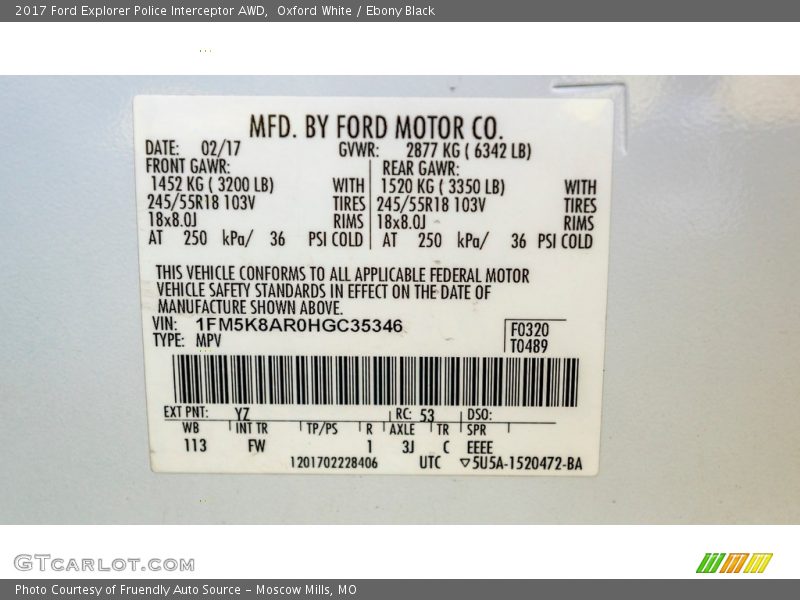 2017 Ford Explorer Police Interceptor AWD,  Oxford White / Ebony Black
MFD. BY FORD MOTOR CO.
DATE: 02/17 GVWR: 2877 KG ( 6342 LB)
FRONT GAWR: REAR GAWR:
1452 KG ( 3200 LB) WITH 1520 KG ( 3350 LB) WITH
245/55R18 103V TIRES 245/55R18 103V TIRES
18x8.0J RIMS 18x8.0J RIMS
AT 250 kPa/ 36 PSI COLD AT 250 kPa/ 36 PSI COLD
THIS VEHICLE CONFORMS TO ALL APPLICABLE FEDERAL MOTOR
VEHICLE SAFETY STANDARDS IN EFFECT ON THE DATE OF
MANUFACTURE SHOWN ABOVE.
VIN: 1FM5K8AR0HGC35346 F0320
TYPE: MPV T0489
EXT PNT: YZ RC: 53 DSO:
WB INT TR TP/PS R AXLE TR SPR
113 FW 1 3J C EEEE
1201702228406 UTC ▽5U5A-1520472-BA
GTCARLOT.COM
Photo Courtesy of Fruendly Auto Source - Moscow Mills, MO